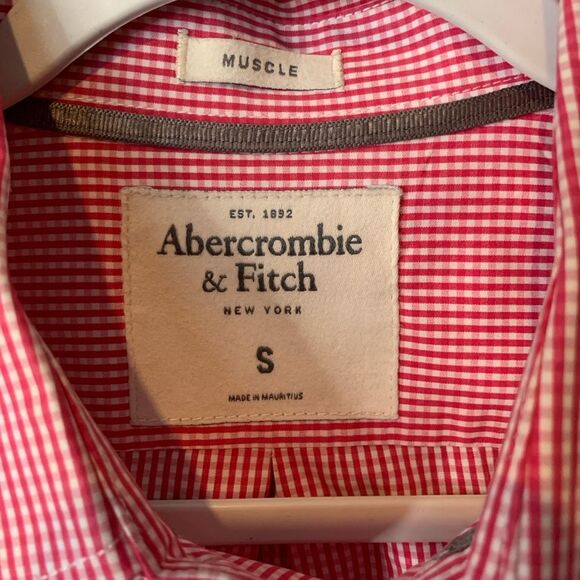 MUSCLE
EST. 1892
Abercrombie
& Fitch
NEW YORK
S
MADE IN MAURITIUS